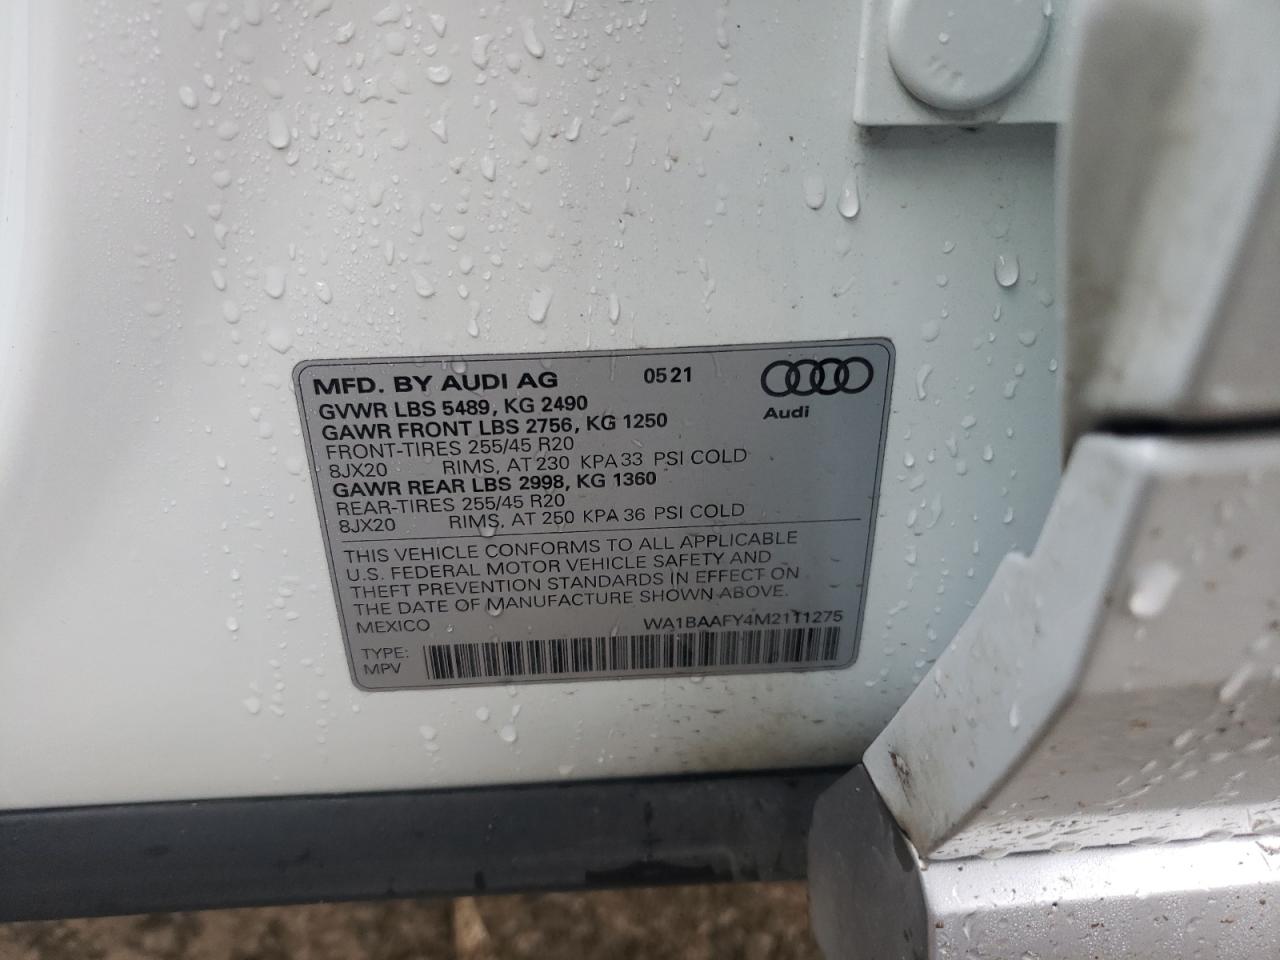 MFD. BY AUDI AG 0521
Audi
GVWR LBS 5489, KG 2490
GAWR FRONT LBS 2756, KG 1250
FRONT-TIRES 255/45 R20
8JX20 RIMS, AT 230 KPA 33 PSI COLD
GAWR REAR LBS 2998, KG 1360
REAR-TIRES 255/45 R20
8JX20 RIMS, AT 250 KPA 36 PSI COLD
THIS VEHICLE CONFORMS TO ALL APPLICABLE
U.S. FEDERAL MOTOR VEHICLE SAFETY AND
THEFT PREVENTION STANDARDS IN EFFECT ON
THE DATE OF MANUFACTURE SHOWN ABOVE.
MEXICO WA1BAAFY4M2111275
TYPE:
MPV